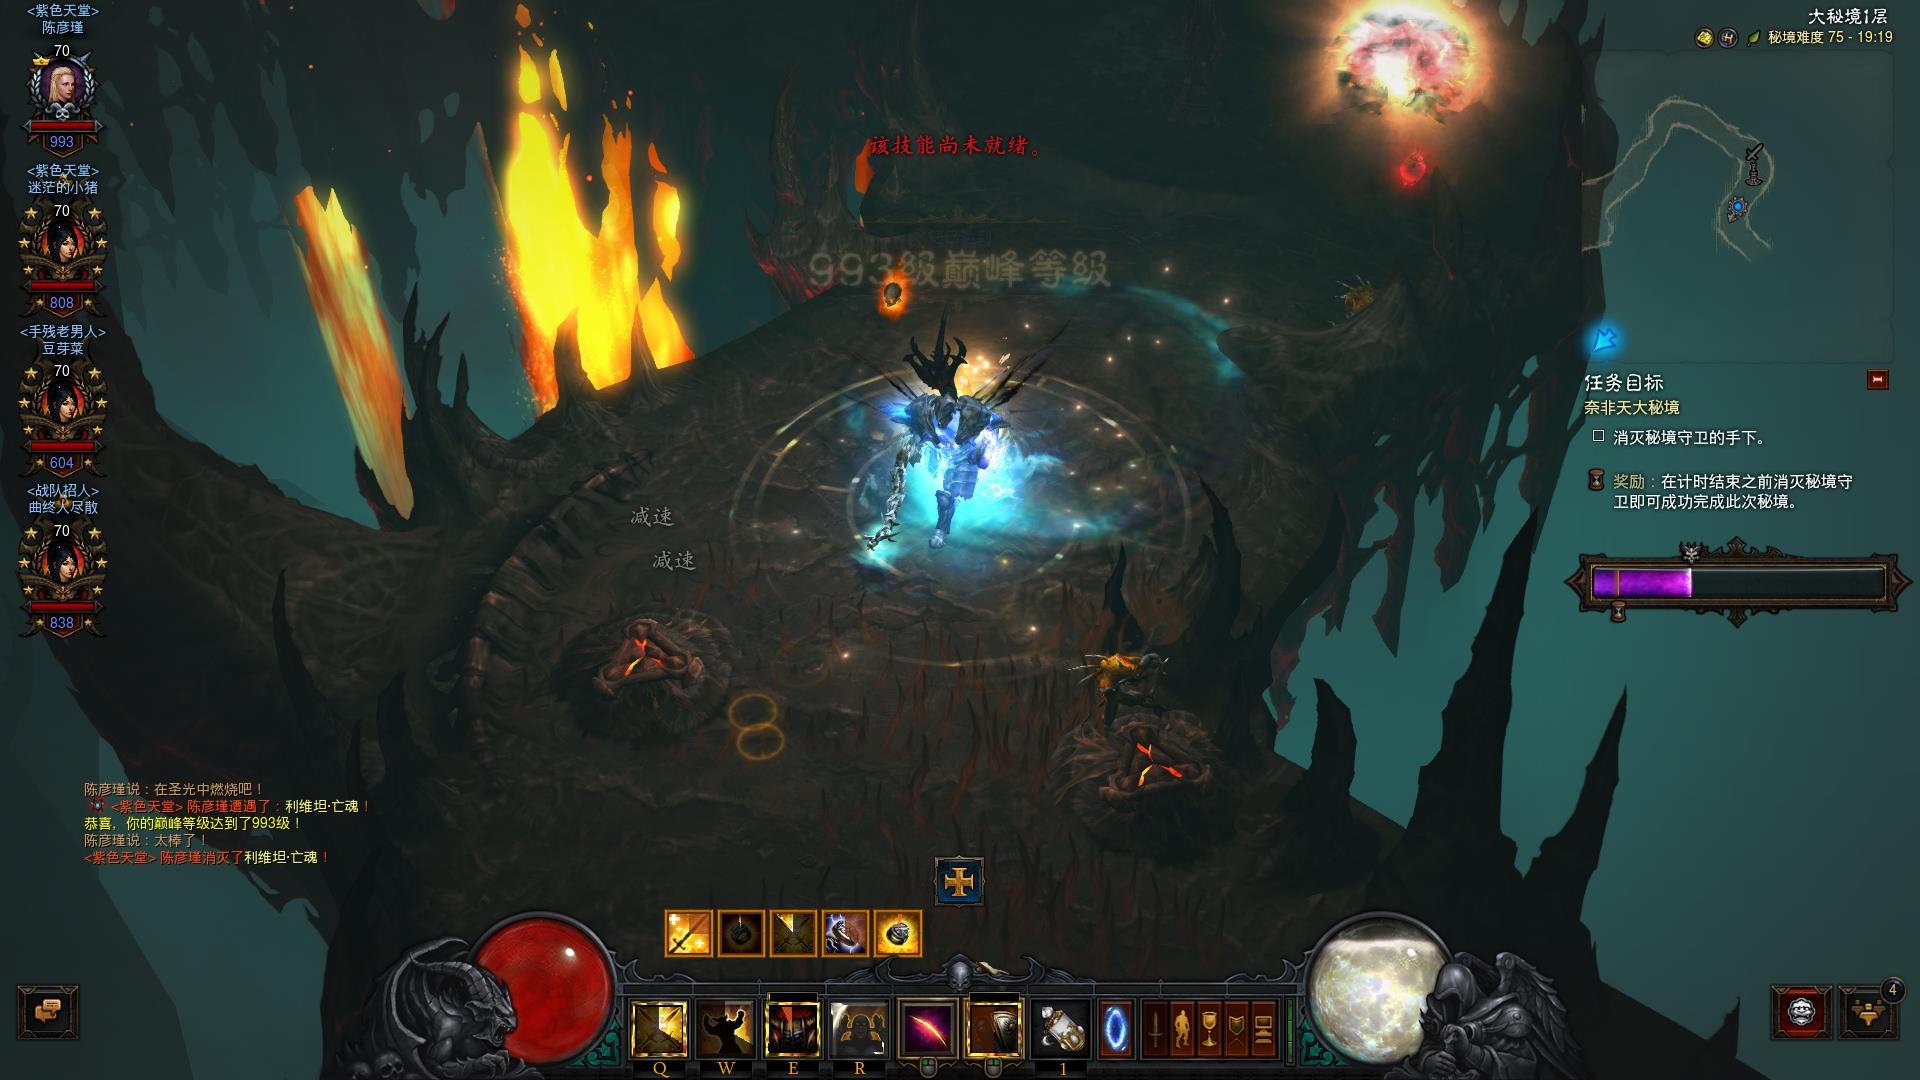 <紫色天堂>
陈彦瑾
70
993
<紫色天堂>
迷茫的小猪
70
808
<手残老男人>
豆芽菜
70
604
<战队招人>
曲终人尽散
70
838
大秘境1层
秘境难度 75 - 19:19
该技能尚未就绪。
993级巅峰等级
减速
减速
任务目标
奈非天大秘境
消灭秘境守卫的手下。
奖励：在计时结束之前消灭秘境守
卫即可成功完成此次秘境。
陈彦瑾说：在圣光中燃烧吧！
<紫色天堂> 陈彦瑾遭遇了：利维坦·亡魂！
恭喜，你的巅峰等级达到了993级！
陈彦瑾说：太棒了！
<紫色天堂> 陈彦瑾消灭了利维坦·亡魂！
Q W E R 1
4